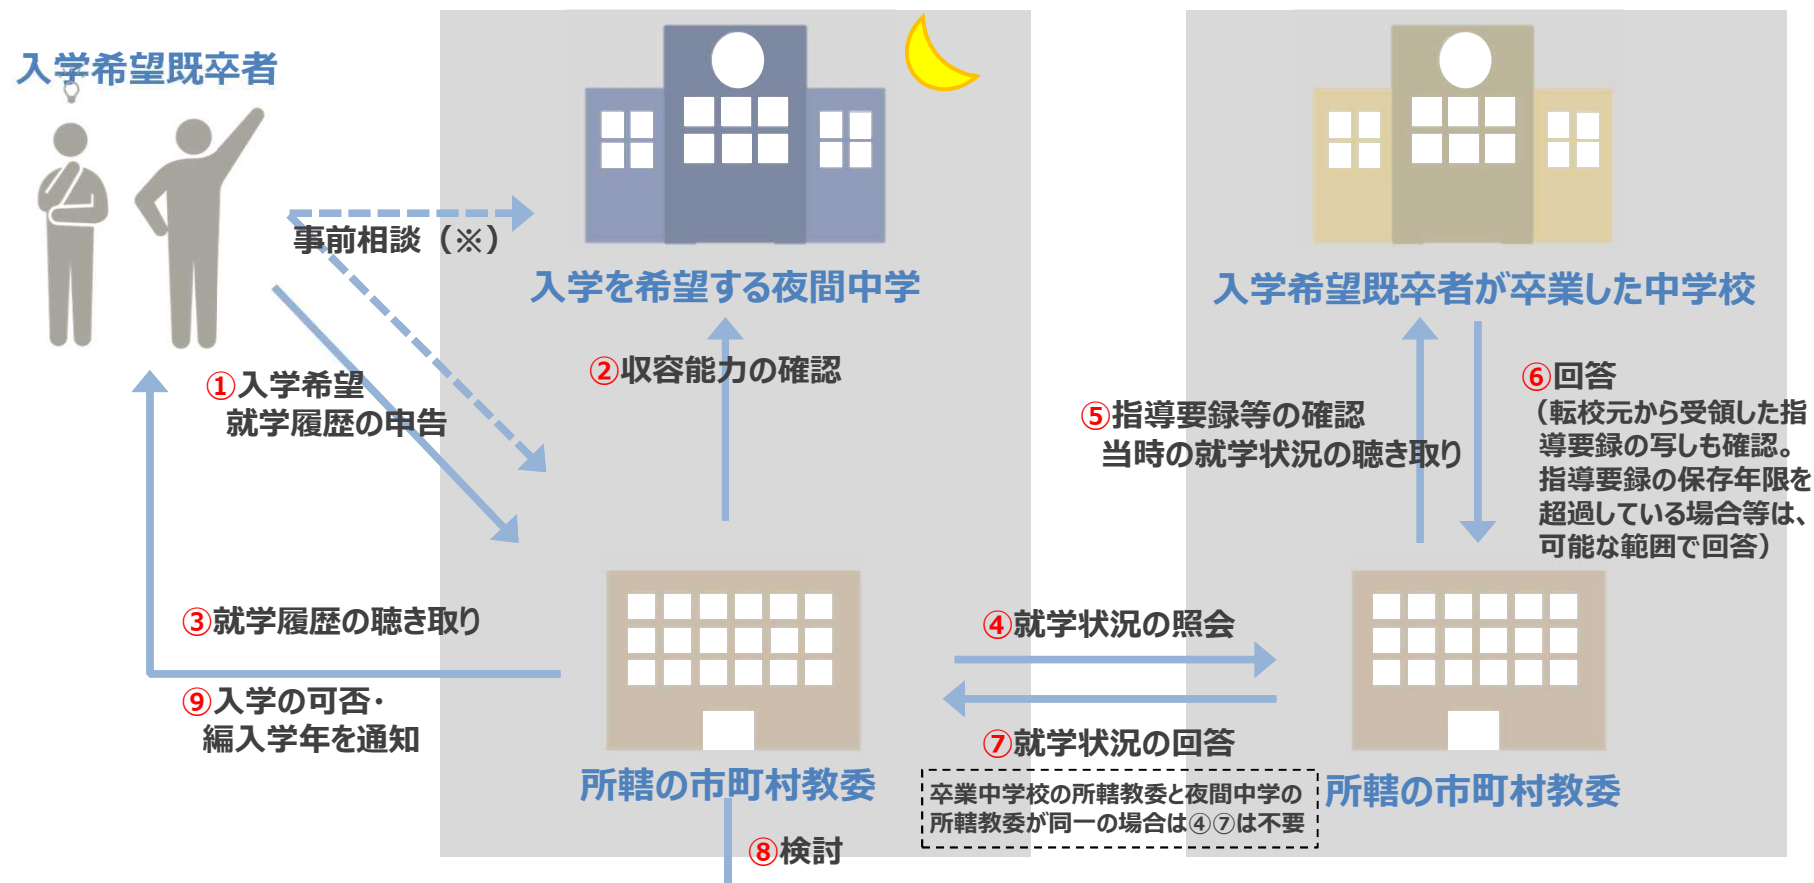 入学希望既卒者
事前相談（※）
入学を希望する夜間中学
入学希望既卒者が卒業した中学校
①入学希望
就学履歴の申告
②収容能力の確認
⑤指導要録等の確認
当時の就学状況の聴き取り
⑥回答
（転校元から受領した指
導要録の写しも確認。
指導要録の保存年限を
超過している場合等は、
可能な範囲で回答）
③就学履歴の聴き取り
④就学状況の照会
⑨入学の可否・
編入学年を通知
⑦就学状況の回答
所轄の市町村教委
卒業中学校の所轄教委と夜間中学の
所轄教委が同一の場合は④⑦は不要
所轄の市町村教委
⑧検討